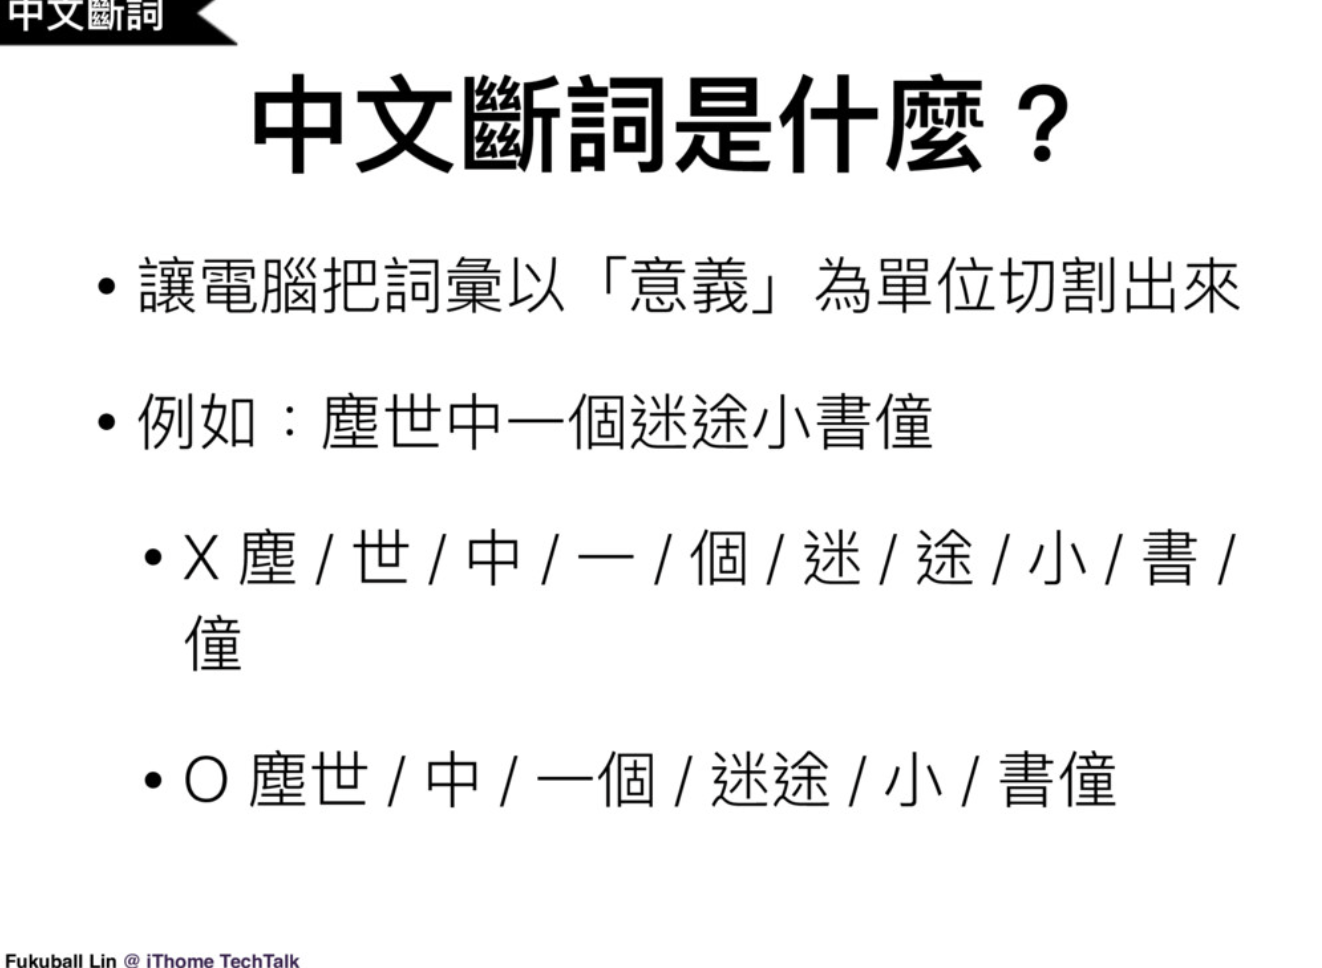 中文斷詞
中文斷詞是什麼？
• 讓電腦把詞彙以「意義」為單位切割出來
• 例如：塵世中一個迷途小書僮
• X 塵 / 世 / 中 / 一 / 個 / 迷 / 途 / 小 / 書 /
僮
• O 塵世 / 中 / 一個 / 迷途 / 小 / 書僮
Fukuball Lin @ iThome TechTalk